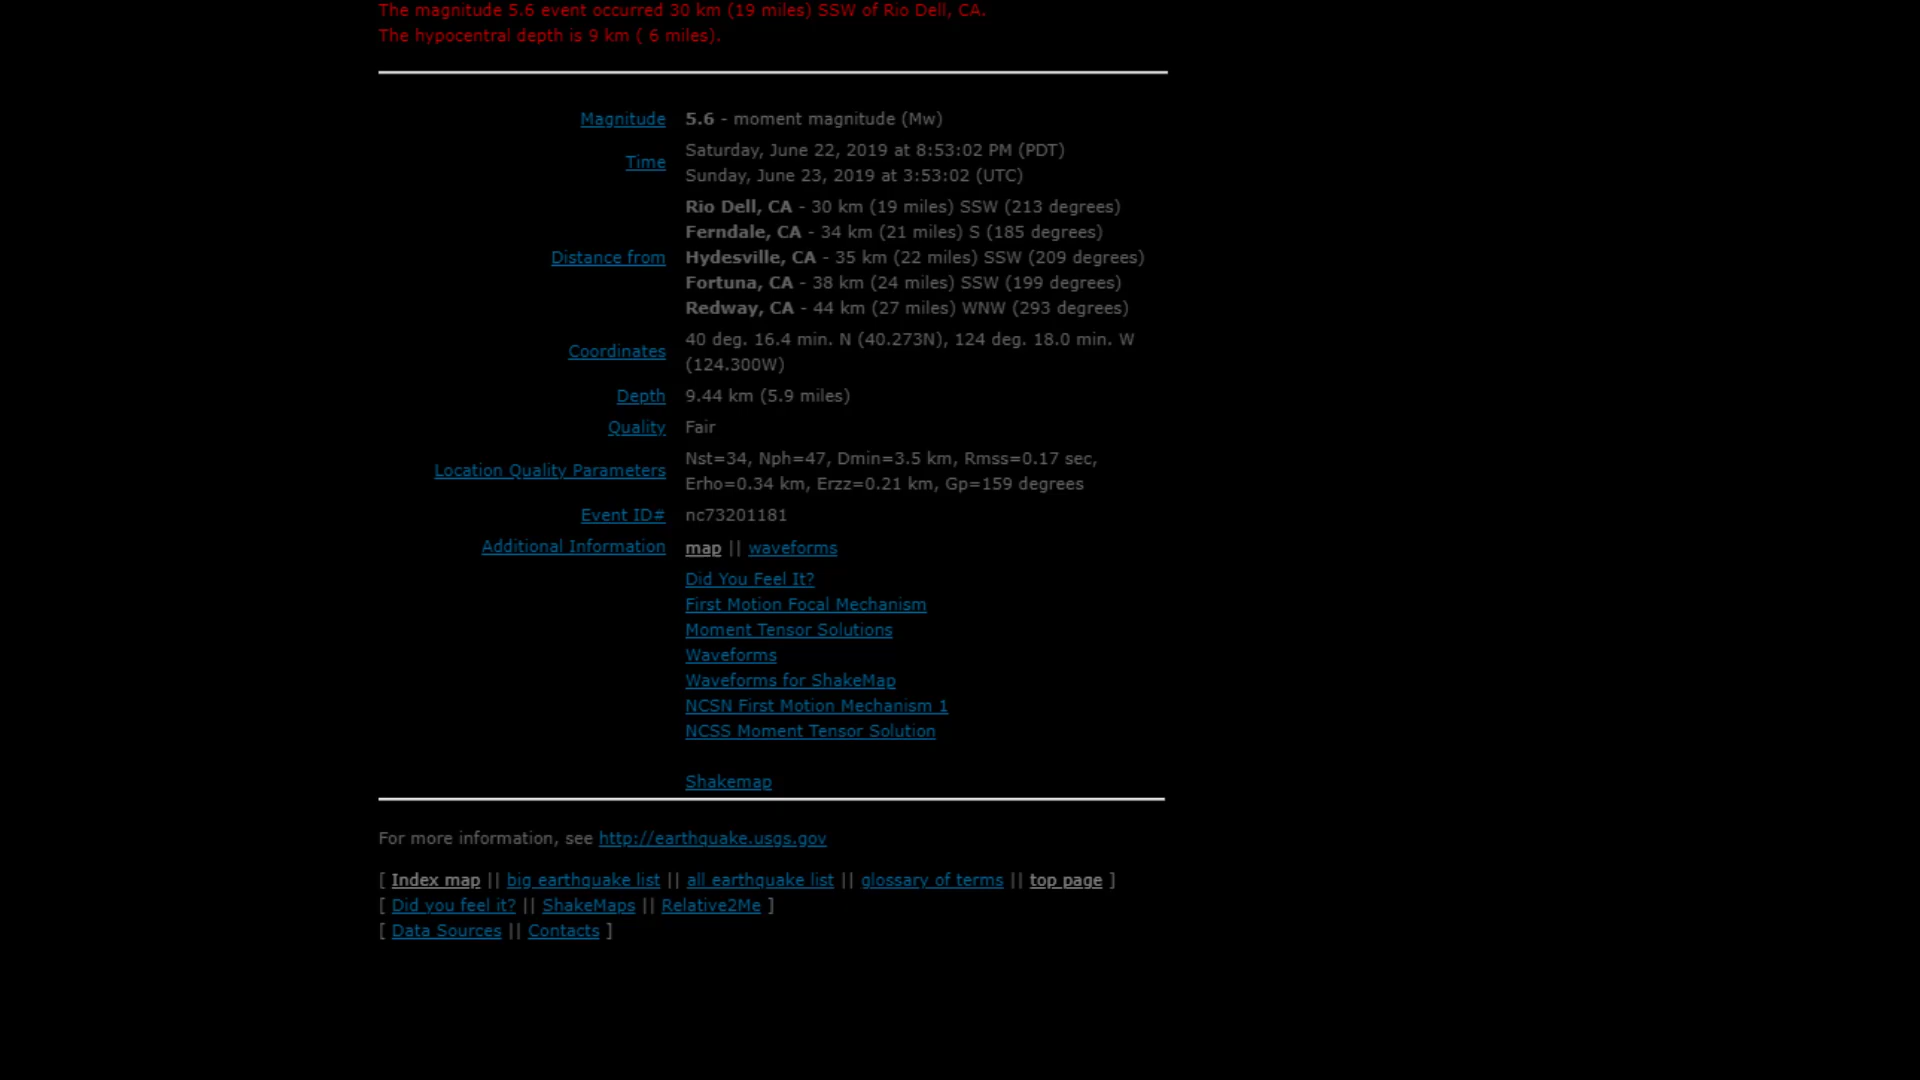 The magnitude 5.6 event occurred 30 km (19 miles) SSW of Rio Dell, CA.
The hypocentral depth is 9 km ( 6 miles).
Magnitude 5.6 - moment magnitude (Mw)
Time Saturday, June 22, 2019 at 8:53:02 PM (PDT)
Sunday, June 23, 2019 at 3:53:02 (UTC)
Distance from Rio Dell, CA - 30 km (19 miles) SSW (213 degrees)
Ferndale, CA - 34 km (21 miles) S (185 degrees)
Hydesville, CA - 35 km (22 miles) SSW (209 degrees)
Fortuna, CA - 38 km (24 miles) SSW (199 degrees)
Redway, CA - 44 km (27 miles) WNW (293 degrees)
Coordinates 40 deg. 16.4 min. N (40.273N), 124 deg. 18.0 min. W
(124.300W)
Depth 9.44 km (5.9 miles)
Quality Fair
Location Quality Parameters Nst=34, Nph=47, Dmin=3.5 km, Rmss=0.17 sec,
Erho=0.34 km, Erzz=0.21 km, Gp=159 degrees
Event ID# nc73201181
Additional Information map || waveforms
Did You Feel It?
First Motion Focal Mechanism
Moment Tensor Solutions
Waveforms
Waveforms for ShakeMap
NCSN First Motion Mechanism 1
NCSS Moment Tensor Solution
Shakemap
For more information, see http://earthquake.usgs.gov
[ Index map || big earthquake list || all earthquake list || glossary of terms || top page ]
[ Did you feel it? || ShakeMaps || Relative2Me ]
[ Data Sources || Contacts ]